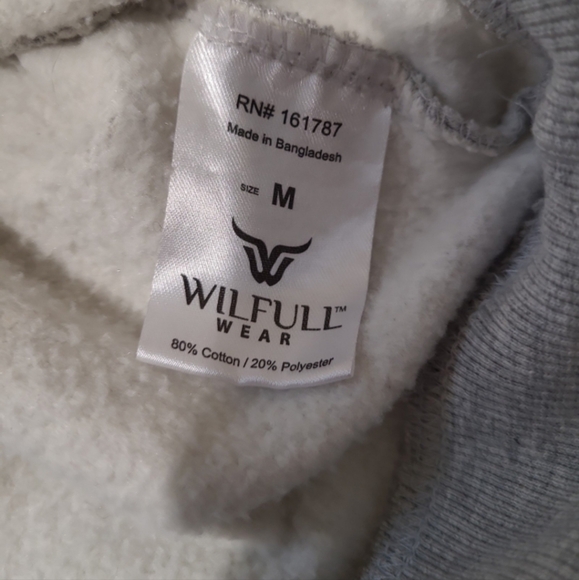 RN# 161787
Made in Bangladesh
SIZE M
WILFULL™
WEAR
80% Cotton / 20% Polyester